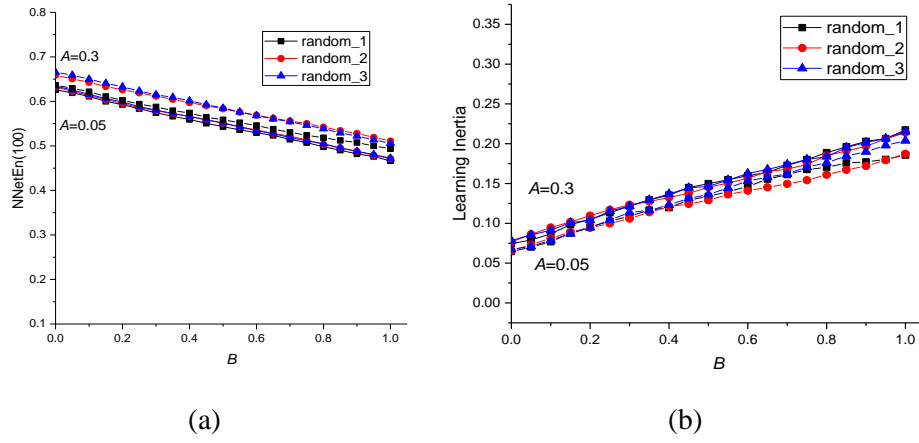 (a)
0.8
0.7
0.6
0.5
0.4
0.3
0.2
0.1
NNetEn(100)
A=0.3
A=0.05
random_1
random_2
random_3
0.0 0.2 0.4 0.6 0.8 1.0
B
(a)
(b)
0.35
0.30
0.25
0.20
0.15
0.10
0.05
0.00
Learning Inertia
random_1
random_2
random_3
A=0.3
A=0.05
0.0 0.2 0.4 0.6 0.8 1.0
B
(b)